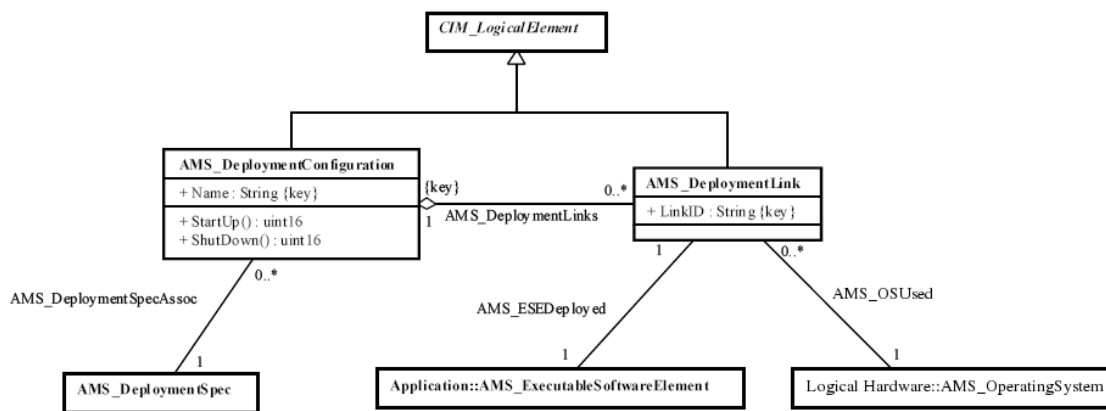 CIM_LogicalElement
AMS_DeploymentConfiguration
+ Name : String {key}
+ StartUp() : uint16
+ ShutDown() : uint16
{key}
1
AMS_DeploymentLinks
0..*
AMS_DeploymentLink
+ LinkID : String {key}
0..*
AMS_DeploymentSpecAssoc
1
AMS_DeploymentSpec
1
AMS_ESEDeployed
1
Application::AMS_ExecutableSoftwareElement
0..*
AMS_OSUsed
1
Logical Hardware::AMS_OperatingSystem